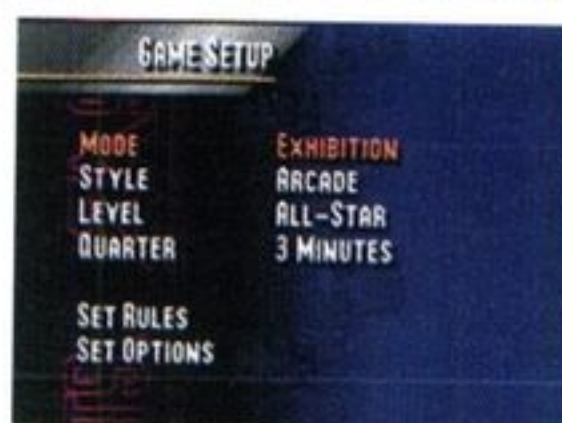 GAME SETUP
MODE EXHIBITION
STYLE ARCADE
LEVEL ALL-STAR
QUARTER 3 MINUTES
SET RULES
SET OPTIONS